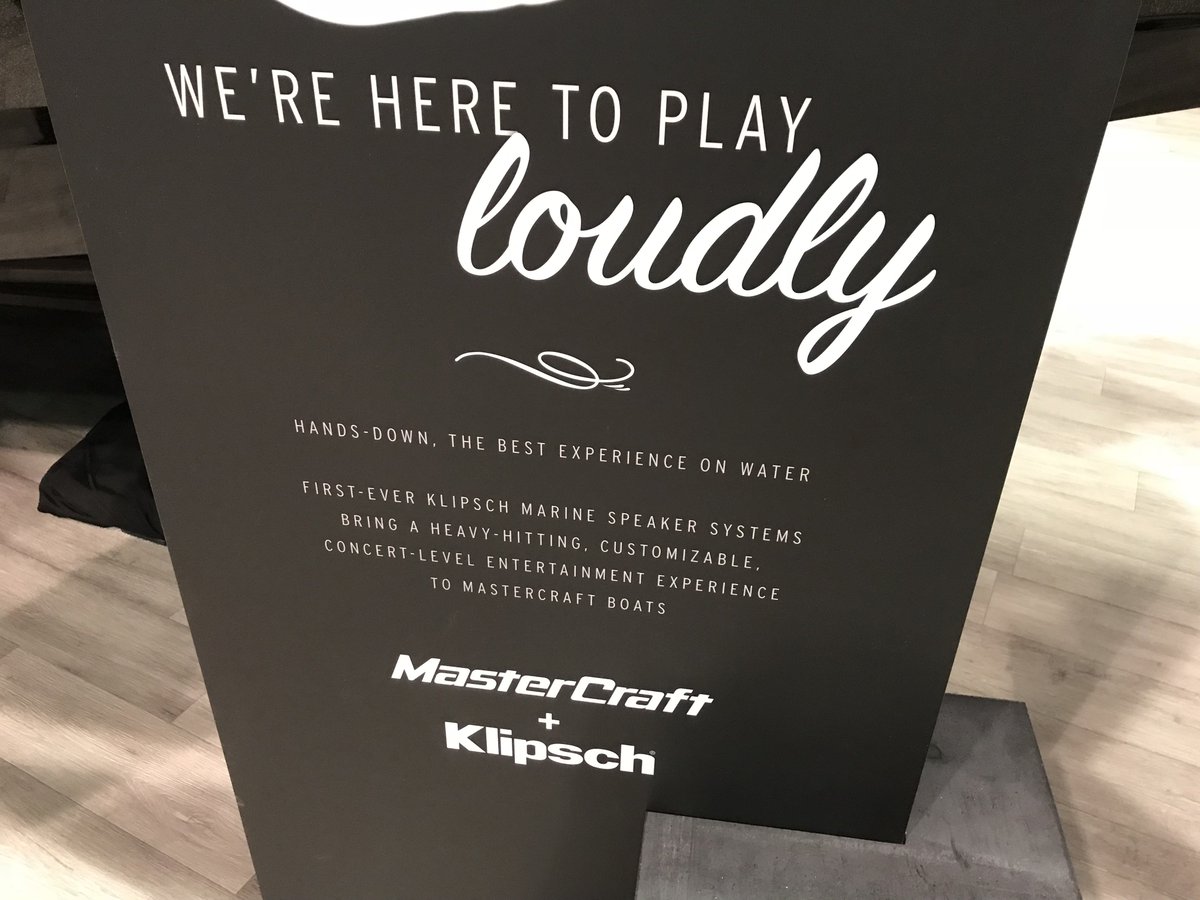 WE'RE HERE TO PLAY
loudly
HANDS-DOWN, THE BEST EXPERIENCE ON WATER
FIRST-EVER KLIPSCH MARINE SPEAKER SYSTEMS
BRING A HEAVY-HITTING, CUSTOMIZABLE,
CONCERT-LEVEL ENTERTAINMENT EXPERIENCE
TO MASTERCRAFT BOATS
MasterCraft
+
Klipsch®